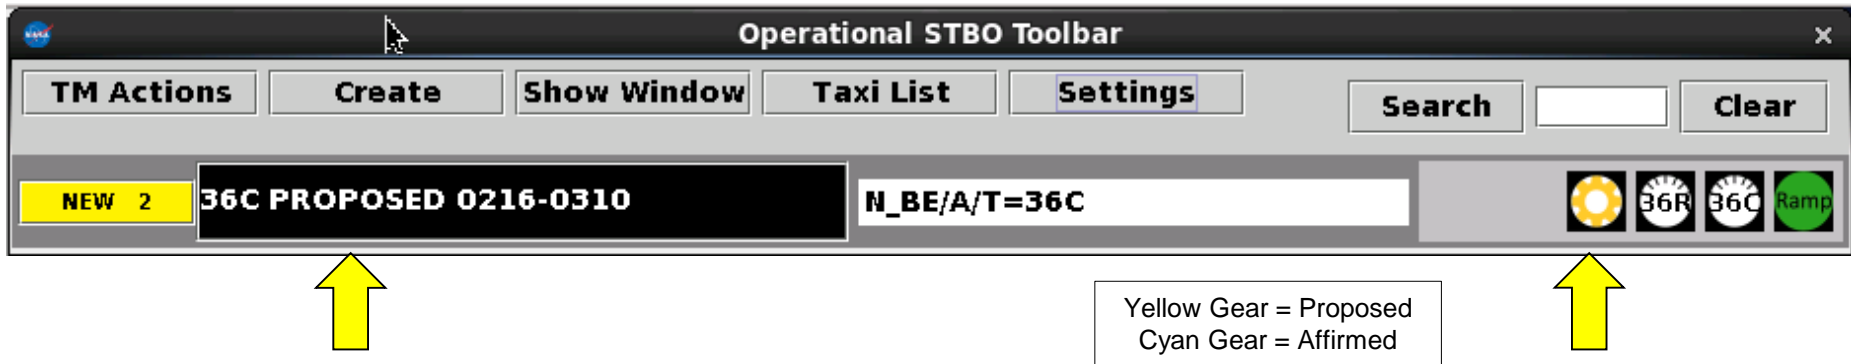 NASA
Operational STBO Toolbar
TM Actions
Create
Show Window
Taxi List
Settings
Search
Clear
NEW 2
36C PROPOSED 0216-0310
N_BE/A/T=36C
36R
36C
Ramp
Yellow Gear = Proposed
Cyan Gear = Affirmed